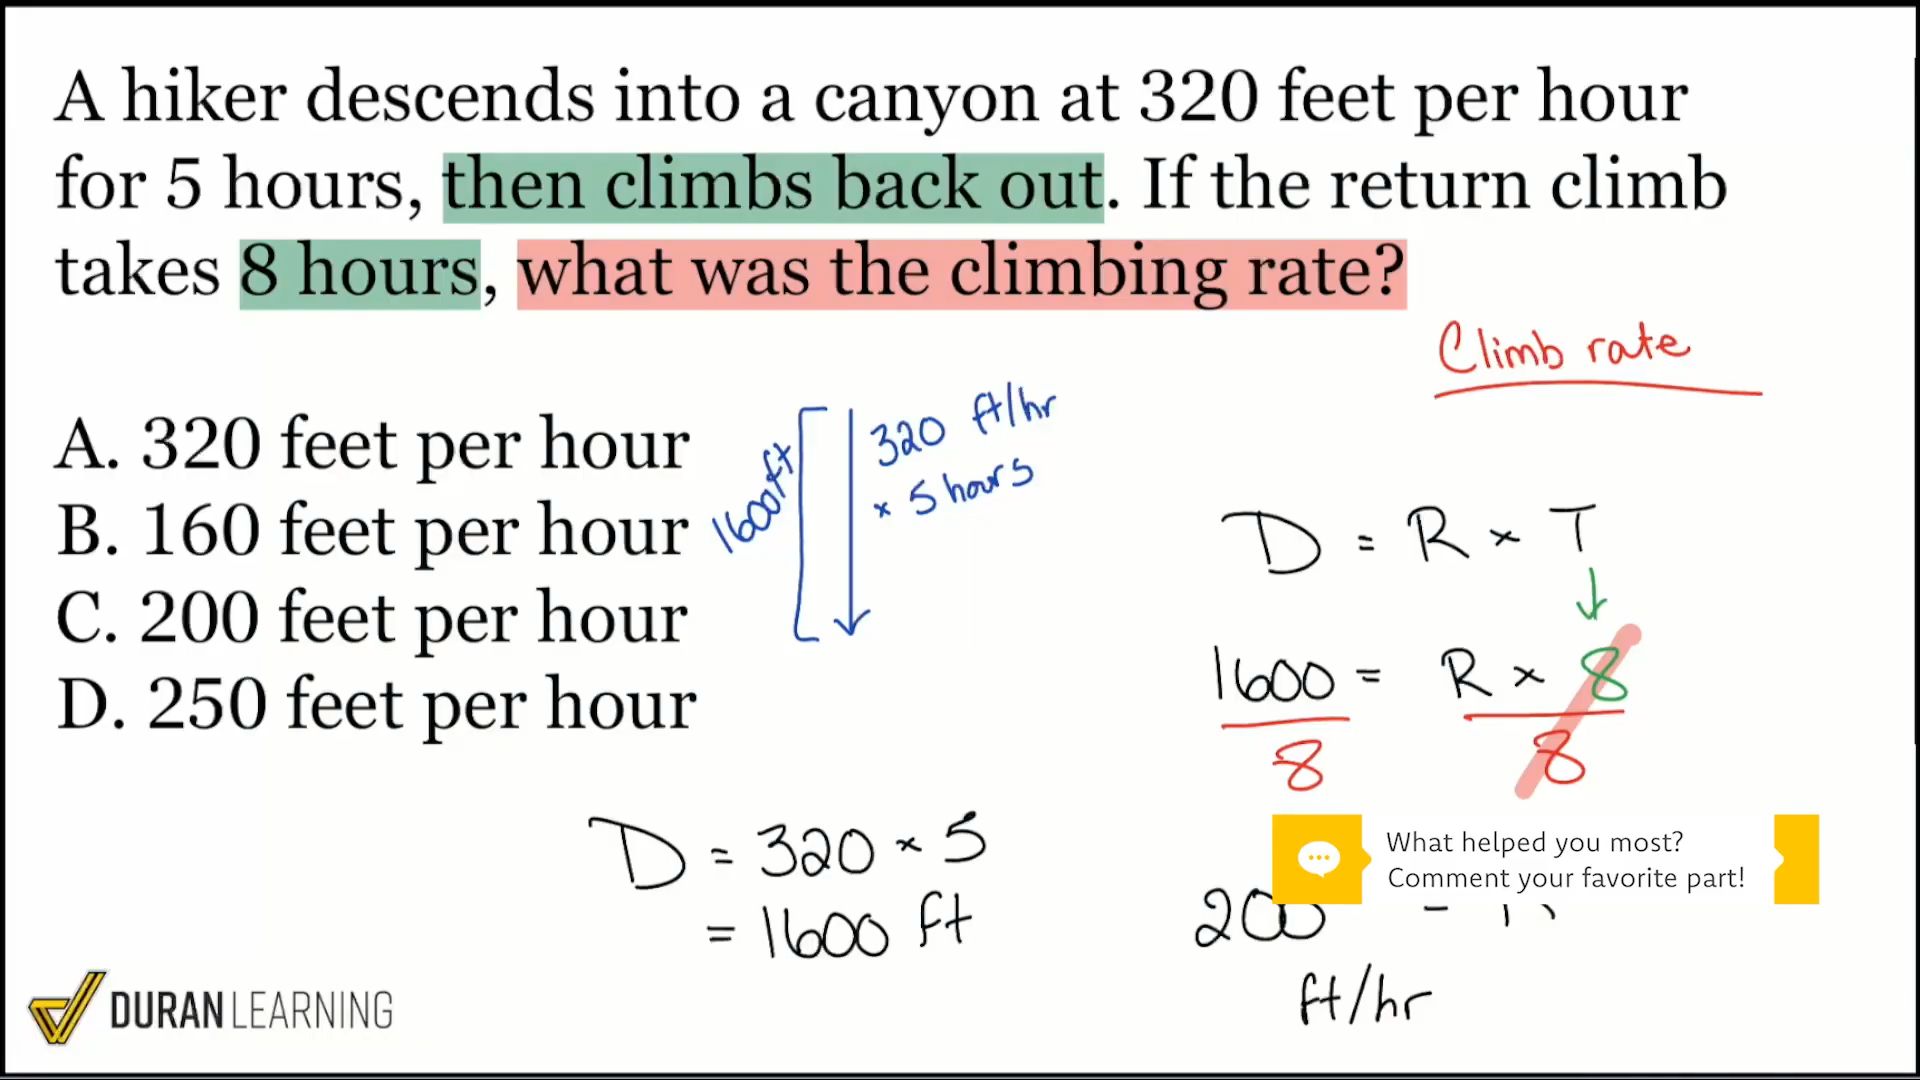 A hiker descends into a canyon at 320 feet per hour
for 5 hours, then climbs back out. If the return climb
takes 8 hours, what was the climbing rate?
Climb rate
A. 320 feet per hour
B. 160 feet per hour
C. 200 feet per hour
D. 250 feet per hour
1600ft
320 ft/hr
× 5 hours
D = R × T
1600 = R × 8
8 8
D = 320 × 5
= 1600 ft
What helped you most?
Comment your favorite part!
200
ft/hr
DURAN LEARNING